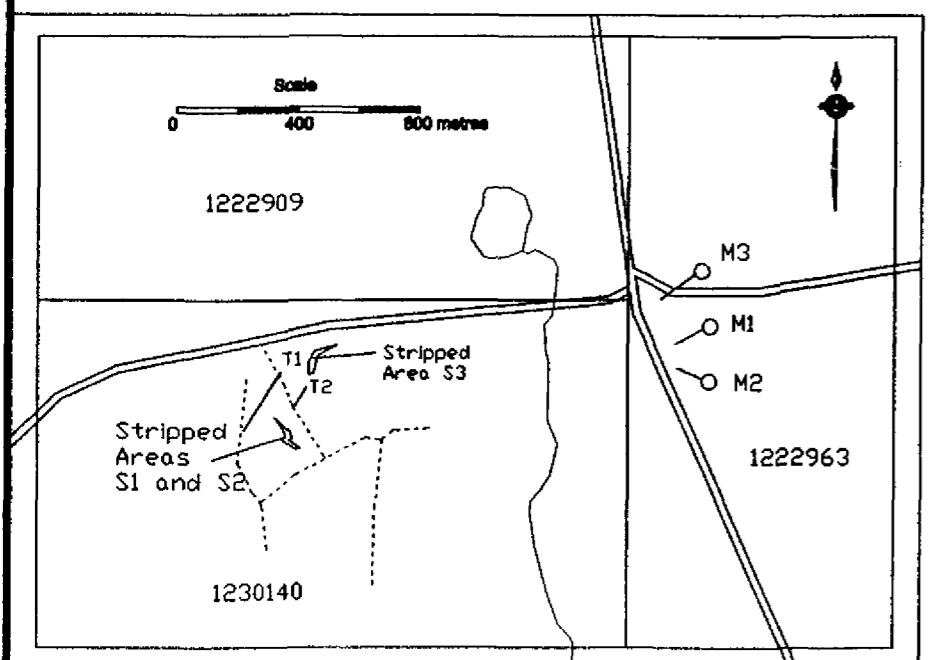 Scale
0 400 800 metres
1222909
M3
M1
M2
T1
T2
Stripped
Area S3
Stripped
Areas
S1 and S2
1222963
1230140